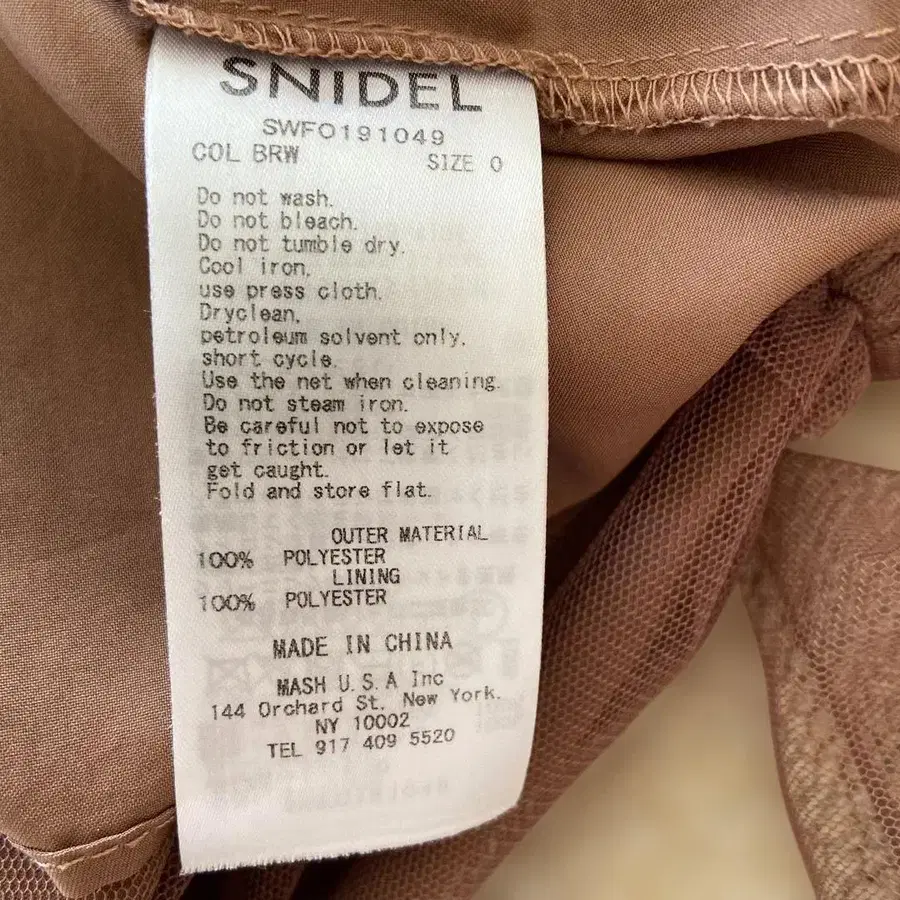 SNIDEL
SWFO191049
COL BRW SIZE 0
Do not wash.
Do not bleach.
Do not tumble dry.
Cool iron,
use press cloth.
Dryclean,
petroleum solvent only,
short cycle.
Use the net when cleaning.
Do not steam iron.
Be careful not to expose
to friction or let it
get caught.
Fold and store flat.
OUTER MATERIAL
100% POLYESTER
LINING
100% POLYESTER
MADE IN CHINA
MASH U.S.A Inc
144 Orchard St. New York.
NY 10002
TEL 917 409 5520